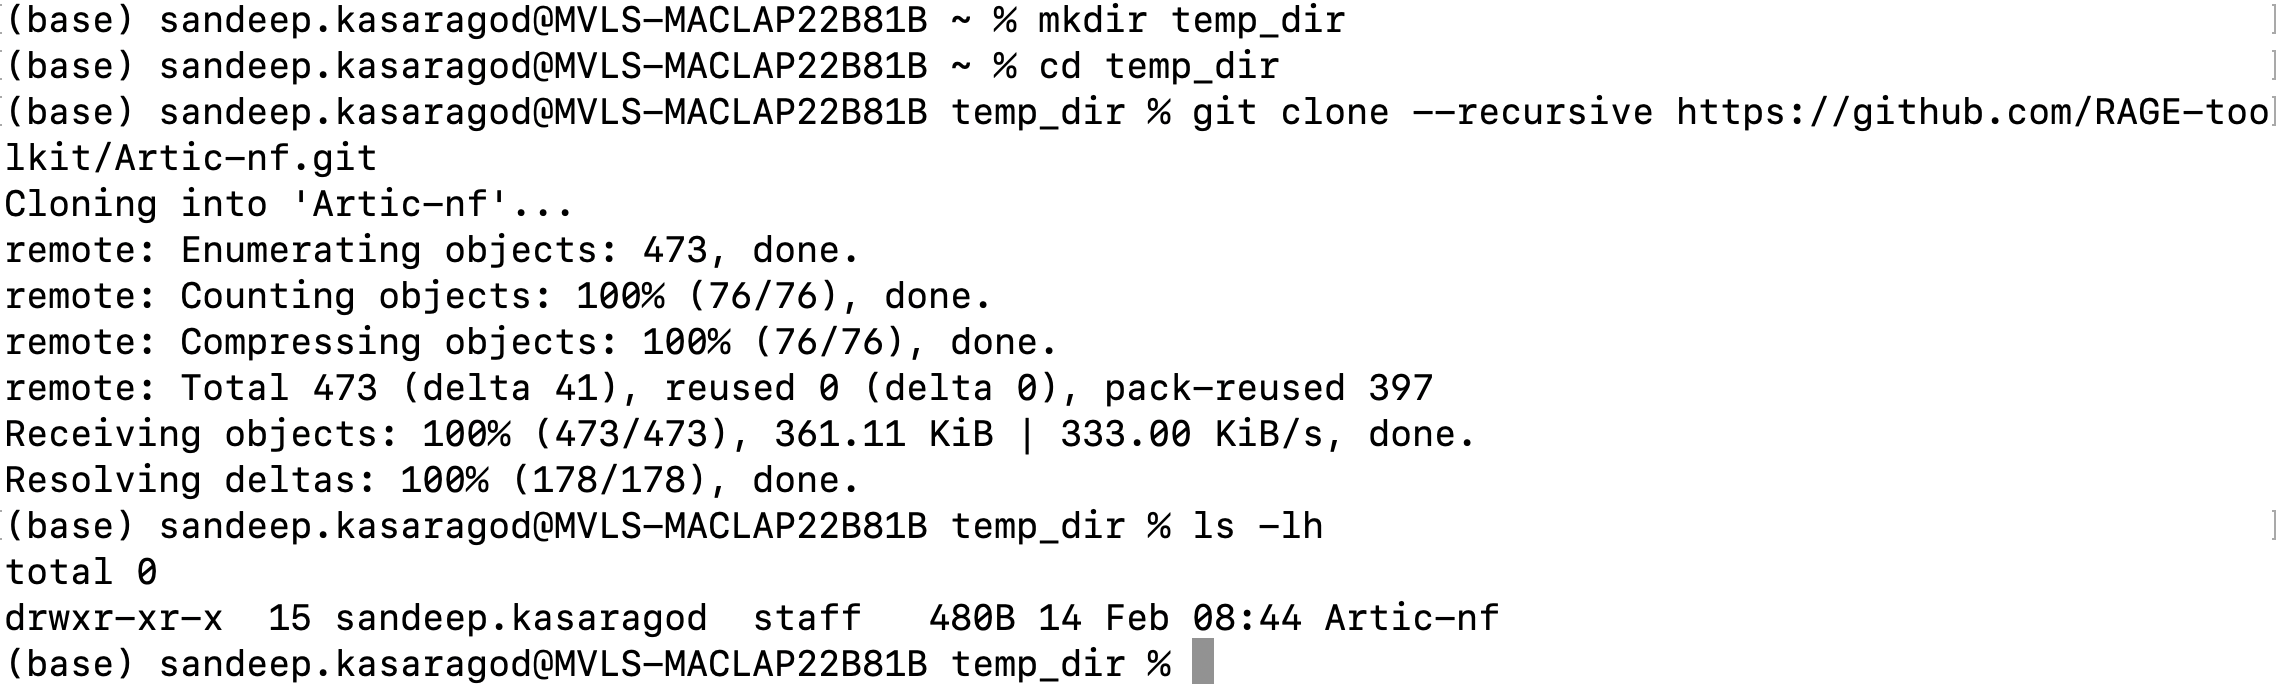 (base) sandeep.kasaragod@MVLS-MACLAP22B81B ~ % mkdir temp_dir
(base) sandeep.kasaragod@MVLS-MACLAP22B81B ~ % cd temp_dir
(base) sandeep.kasaragod@MVLS-MACLAP22B81B temp_dir % git clone --recursive https://github.com/RAGE-too
lkit/Artic-nf.git
Cloning into 'Artic-nf'...
remote: Enumerating objects: 473, done.
remote: Counting objects: 100% (76/76), done.
remote: Compressing objects: 100% (76/76), done.
remote: Total 473 (delta 41), reused 0 (delta 0), pack-reused 397
Receiving objects: 100% (473/473), 361.11 KiB | 333.00 KiB/s, done.
Resolving deltas: 100% (178/178), done.
(base) sandeep.kasaragod@MVLS-MACLAP22B81B temp_dir % ls -lh
total 0
drwxr-xr-x  15 sandeep.kasaragod  staff   480B 14 Feb 08:44 Artic-nf
(base) sandeep.kasaragod@MVLS-MACLAP22B81B temp_dir %